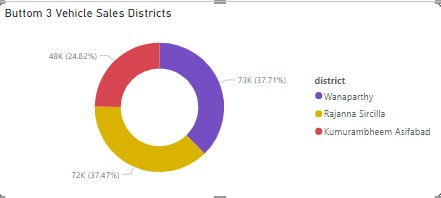 Buttom 3 Vehicle Sales Districts
48K (24.82%)
73K (37.71%)
district
Wanaparthy
Rajanna Sircilla
Kumurambheem Asifabad
72K (37.47%)